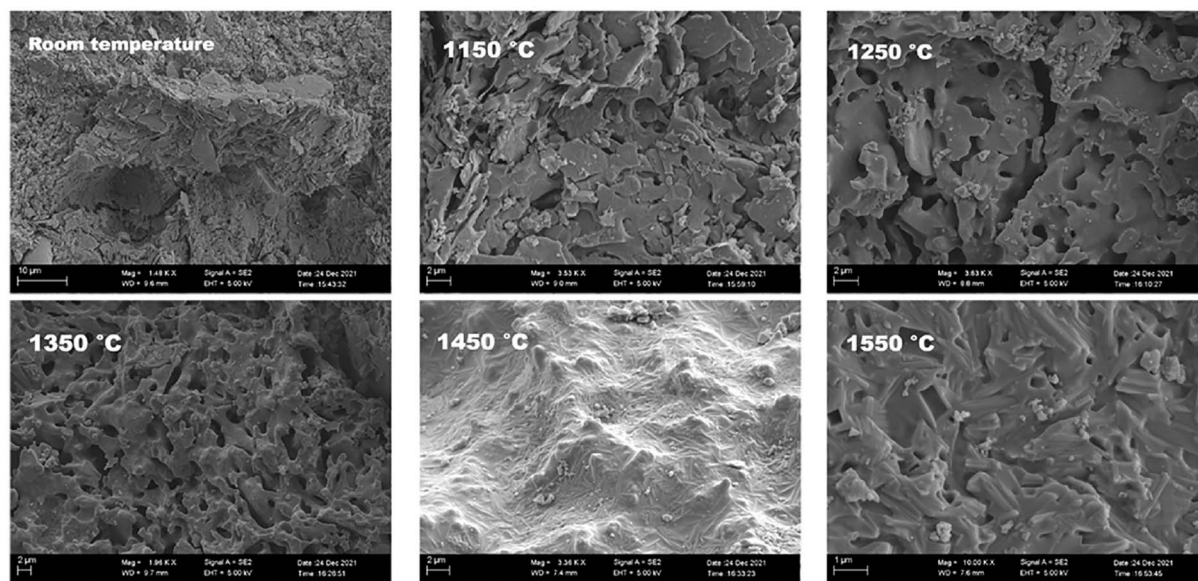 Room temperature
1150 °C
1250 °C
10 µm Mag = 1.48 K X Signal A = SE2 Date :24 Dec 2021
WD = 9.6 mm EHT = 5.00 kV Time :15:43:32
2 µm Mag = 3.53 K X Signal A = SE2 Date :24 Dec 2021
WD = 9.0 mm EHT = 5.00 kV Time :15:59:10
2 µm Mag = 3.63 K X Signal A = SE2 Date :24 Dec 2021
WD = 8.8 mm EHT = 5.00 kV Time :16:10:27
1350 °C
1450 °C
1550 °C
2 µm Mag = 1.96 K X Signal A = SE2 Date :24 Dec 2021
WD = 9.7 mm EHT = 5.00 kV Time :16:26:51
2 µm Mag = 3.36 K X Signal A = SE2 Date :24 Dec 2021
WD = 7.4 mm EHT = 5.00 kV Time :16:33:23
1 µm Mag = 10.00 K X Signal A = SE2 Date :24 Dec 2021
WD = 7.6 mm EHT = 5.00 kV Time :16:53:45